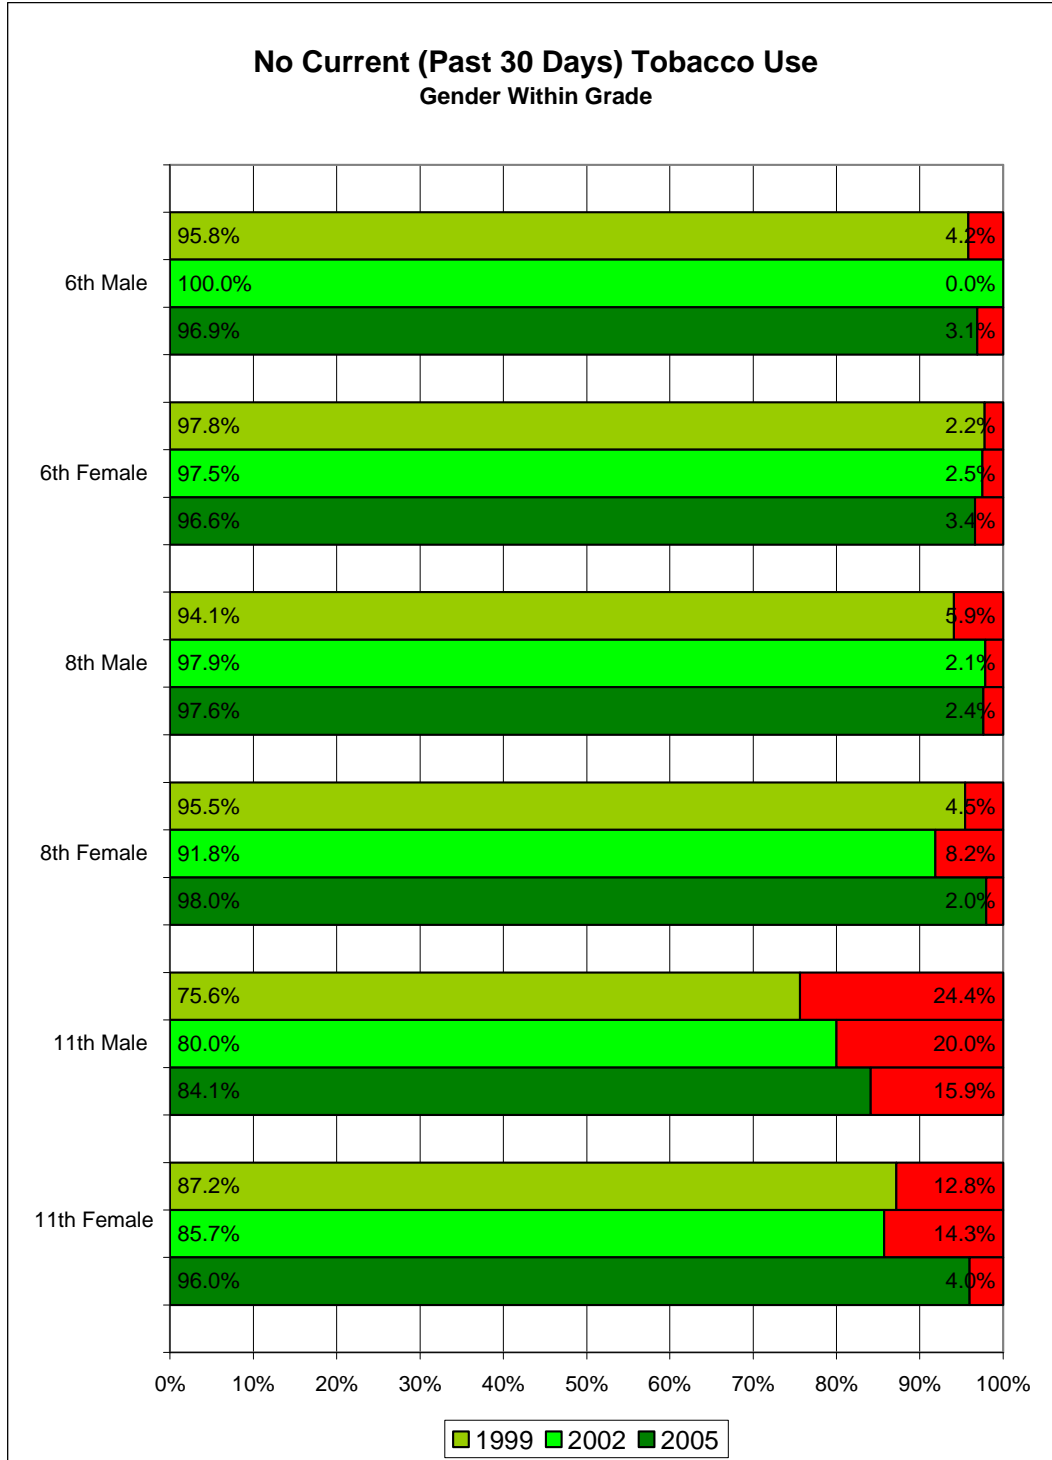 No Current (Past 30 Days) Tobacco Use
Gender Within Grade
95.8% 4.2%
6th Male 100.0% 0.0%
96.9% 3.1%
97.8% 2.2%
6th Female 97.5% 2.5%
96.6% 3.4%
94.1% 5.9%
8th Male 97.9% 2.1%
97.6% 2.4%
95.5% 4.5%
8th Female 91.8% 8.2%
98.0% 2.0%
75.6% 24.4%
11th Male 80.0% 20.0%
84.1% 15.9%
87.2% 12.8%
11th Female 85.7% 14.3%
96.0% 4.0%
0% 10% 20% 30% 40% 50% 60% 70% 80% 90% 100%
1999 2002 2005